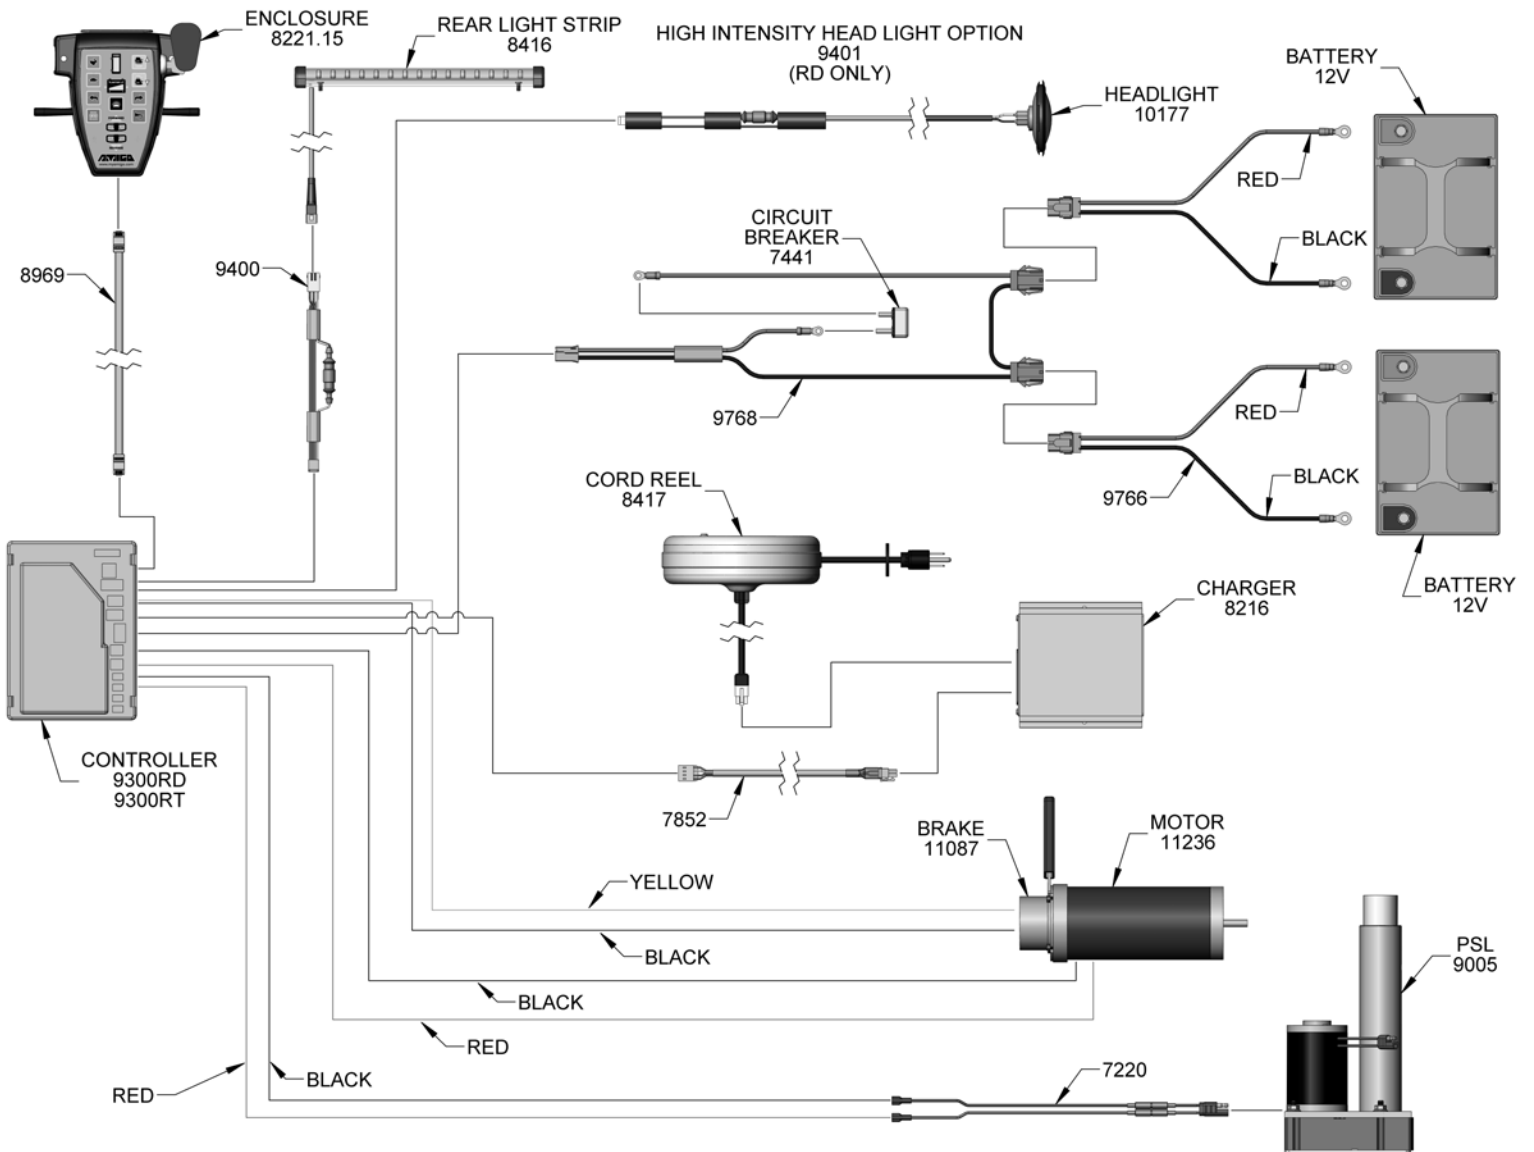 ENCLOSURE
8221.15
REAR LIGHT STRIP
8416
HIGH INTENSITY HEAD LIGHT OPTION
9401
(RD ONLY)
HEADLIGHT
10177
BATTERY
12V
RED
BLACK
CIRCUIT
BREAKER
7441
8969
9400
9768
RED
BLACK
9766
BATTERY
12V
CORD REEL
8417
CHARGER
8216
CONTROLLER
9300RD
9300RT
7852
BRAKE
11087
MOTOR
11236
YELLOW
BLACK
BLACK
RED
PSL
9005
RED
BLACK
7220